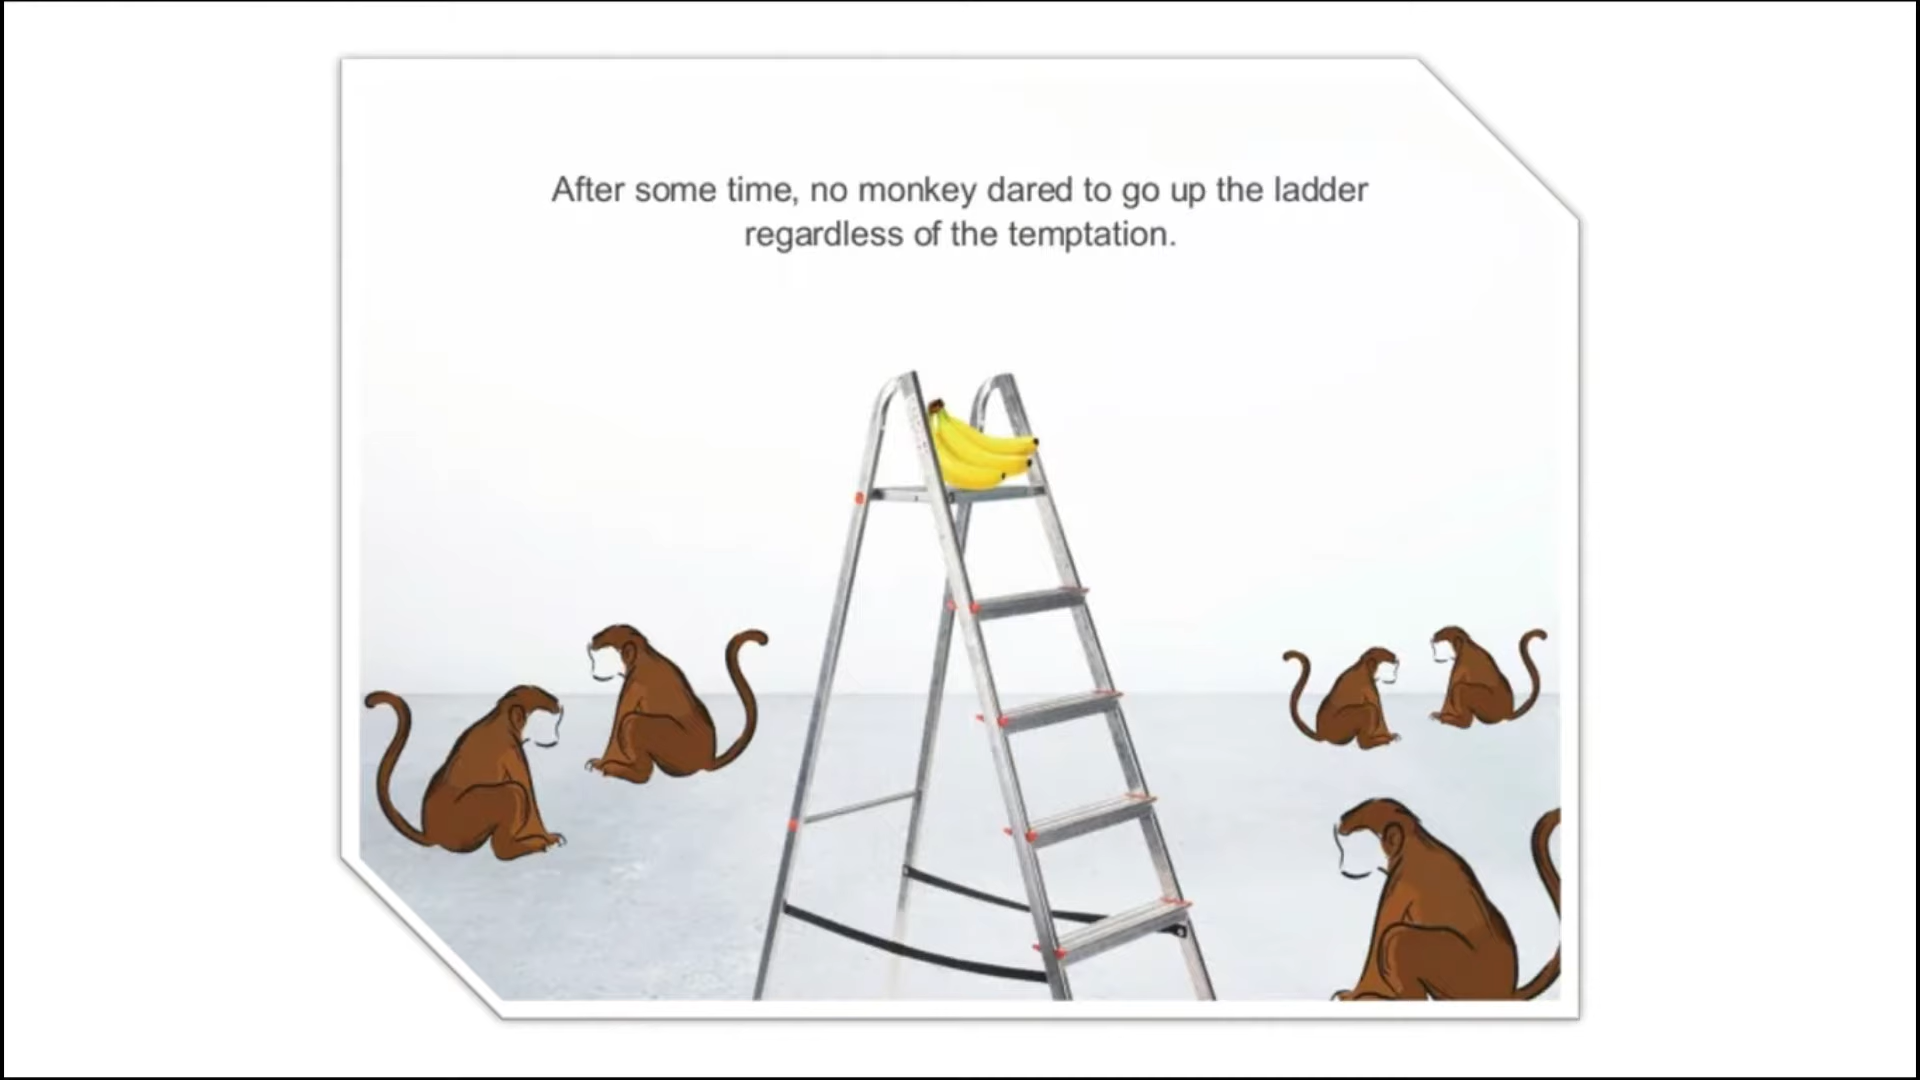 After some time, no monkey dared to go up the ladder
regardless of the temptation.